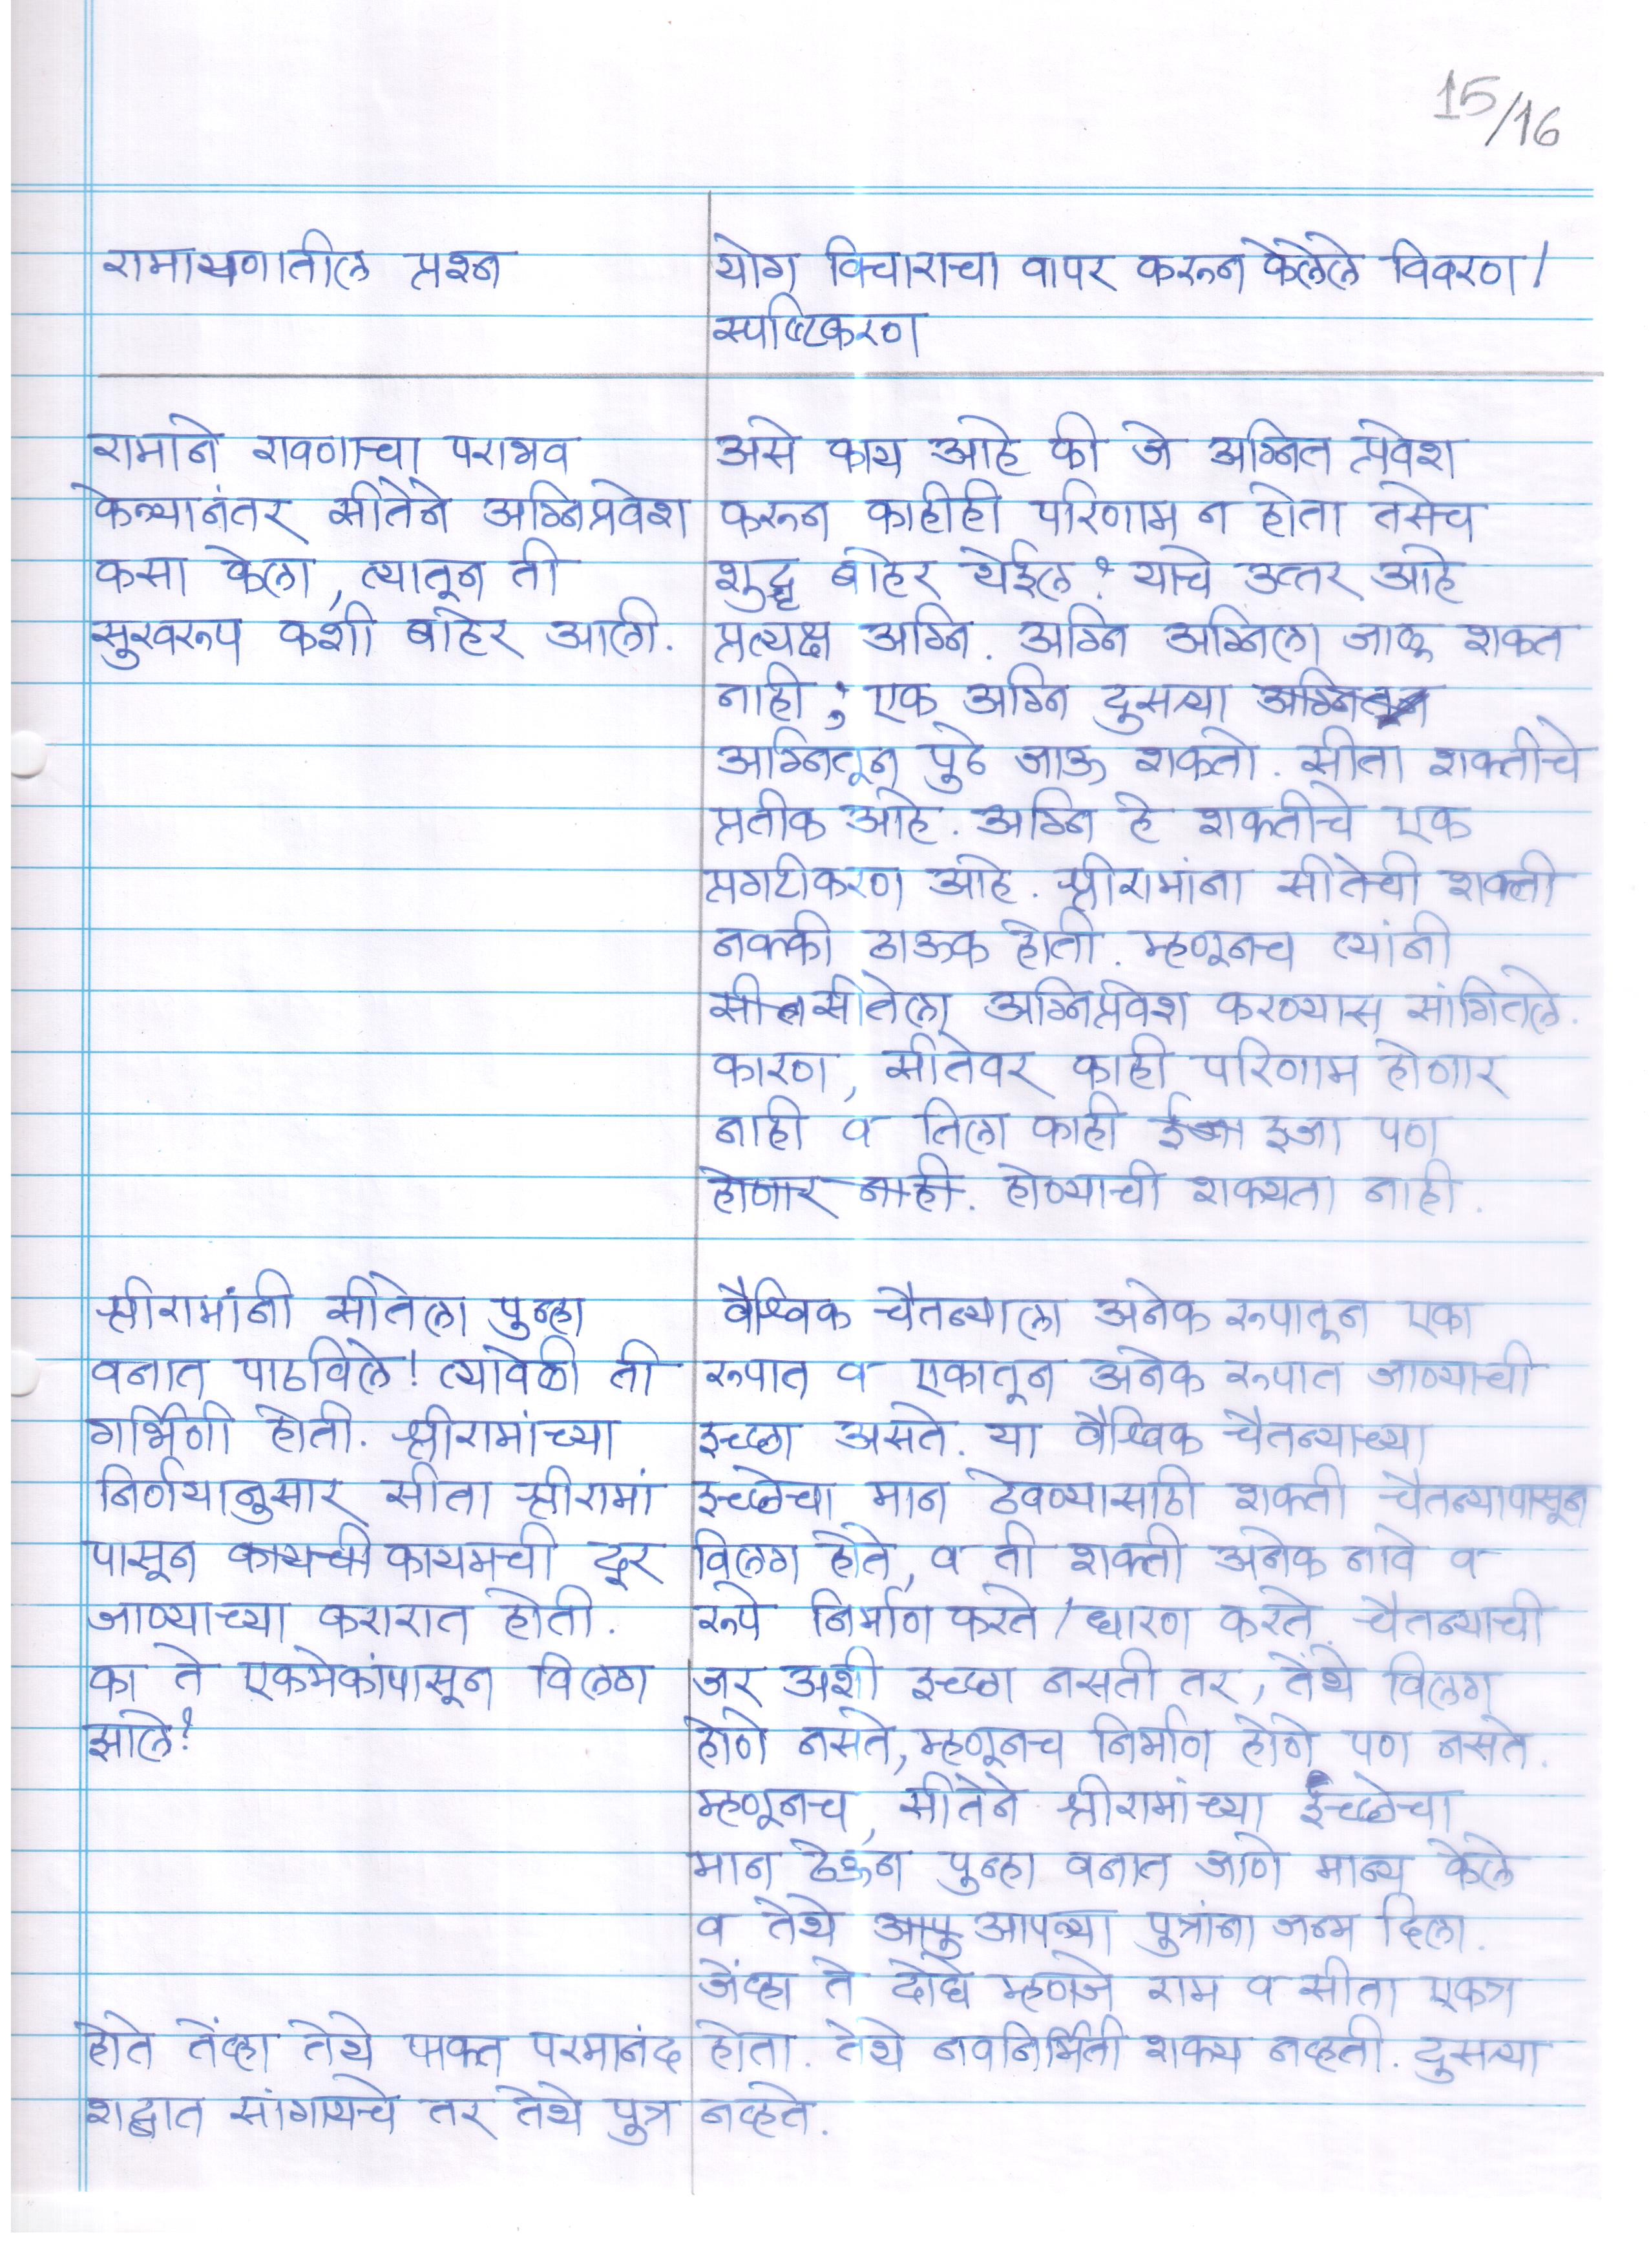 15/16
रामायणातील प्रश्न
योग विचाराचा वापर करून केलेले विवरण/
स्पष्टिकरण
रामाने रावणाचा पराभव
केल्यानंतर सीतेने अग्निप्रवेश
कसा केला, त्यातून ती
सुखरूप कशी बाहेर आली.
असे काय आहे की जे अग्नित प्रवेश
करून काहीही परिणाम न होता तसेच
शुद्ध बाहेर येईल? याचे उत्तर आहे
प्रत्यक्ष अग्नि. अग्नि अग्निला जाळू शकत
नाही; एक अग्नि दुसऱ्या
अग्नितून पुढे जाऊ शकतो. सीता शक्तीचे
प्रतीक आहे. अग्नि हे शक्तीचे एक
प्रगटीकरण आहे. श्रीरामांना सीतेची शक्ती
नक्की ठाऊक होती. म्हणूनच त्यांनी
सीतेला अग्निप्रवेश करण्यास सांगितले.
कारण, सीतेवर काही परिणाम होणार
नाही व तिला काही इजा पण
होणार नाही. होण्याची शक्यता नाही.
श्रीरामांनी सीतेला पुन्हा
वनात पाठविले! त्यावेळी ती
गर्भिणी होती. श्रीरामांच्या
निर्णयानुसार सीता श्रीरामां
पासून कायमची दूर
जाण्याच्या करारात होती.
का ते एकमेकांपासून विलग
झाले?
वैश्विक चैतन्याला अनेक रूपातून एका
रूपात व एकातून अनेक रूपात जाण्याची
इच्छा असते. या वैश्विक चैतन्याच्या
इच्छेचा मान ठेवण्यासाठी शक्ती चैतन्यापासून
विलग होते, व ती शक्ती अनेक नावे व
रूपे निर्माण करते/धारण करते. चैतन्याची
जर अशी इच्छा नसती तर, तेथे विलग
होणे नसते, म्हणूनच निर्माण होणे पण नसते.
म्हणूनच, सीतेने श्रीरामांच्या इच्छेचा
मान ठेऊन पुन्हा वनात जाणे मान्य केले
व तेथे आपल्या पुत्रांना जन्म दिला.
जेंव्हा ते दोघे म्हणजे राम व सीता एकत्र
होते तेंव्हा तेथे फक्त परमानंद होता. तेथे नवनिर्मिती शक्य नव्हती. दुसऱ्या
शब्दात सांगायचे तर तेथे पुत्र नव्हते.